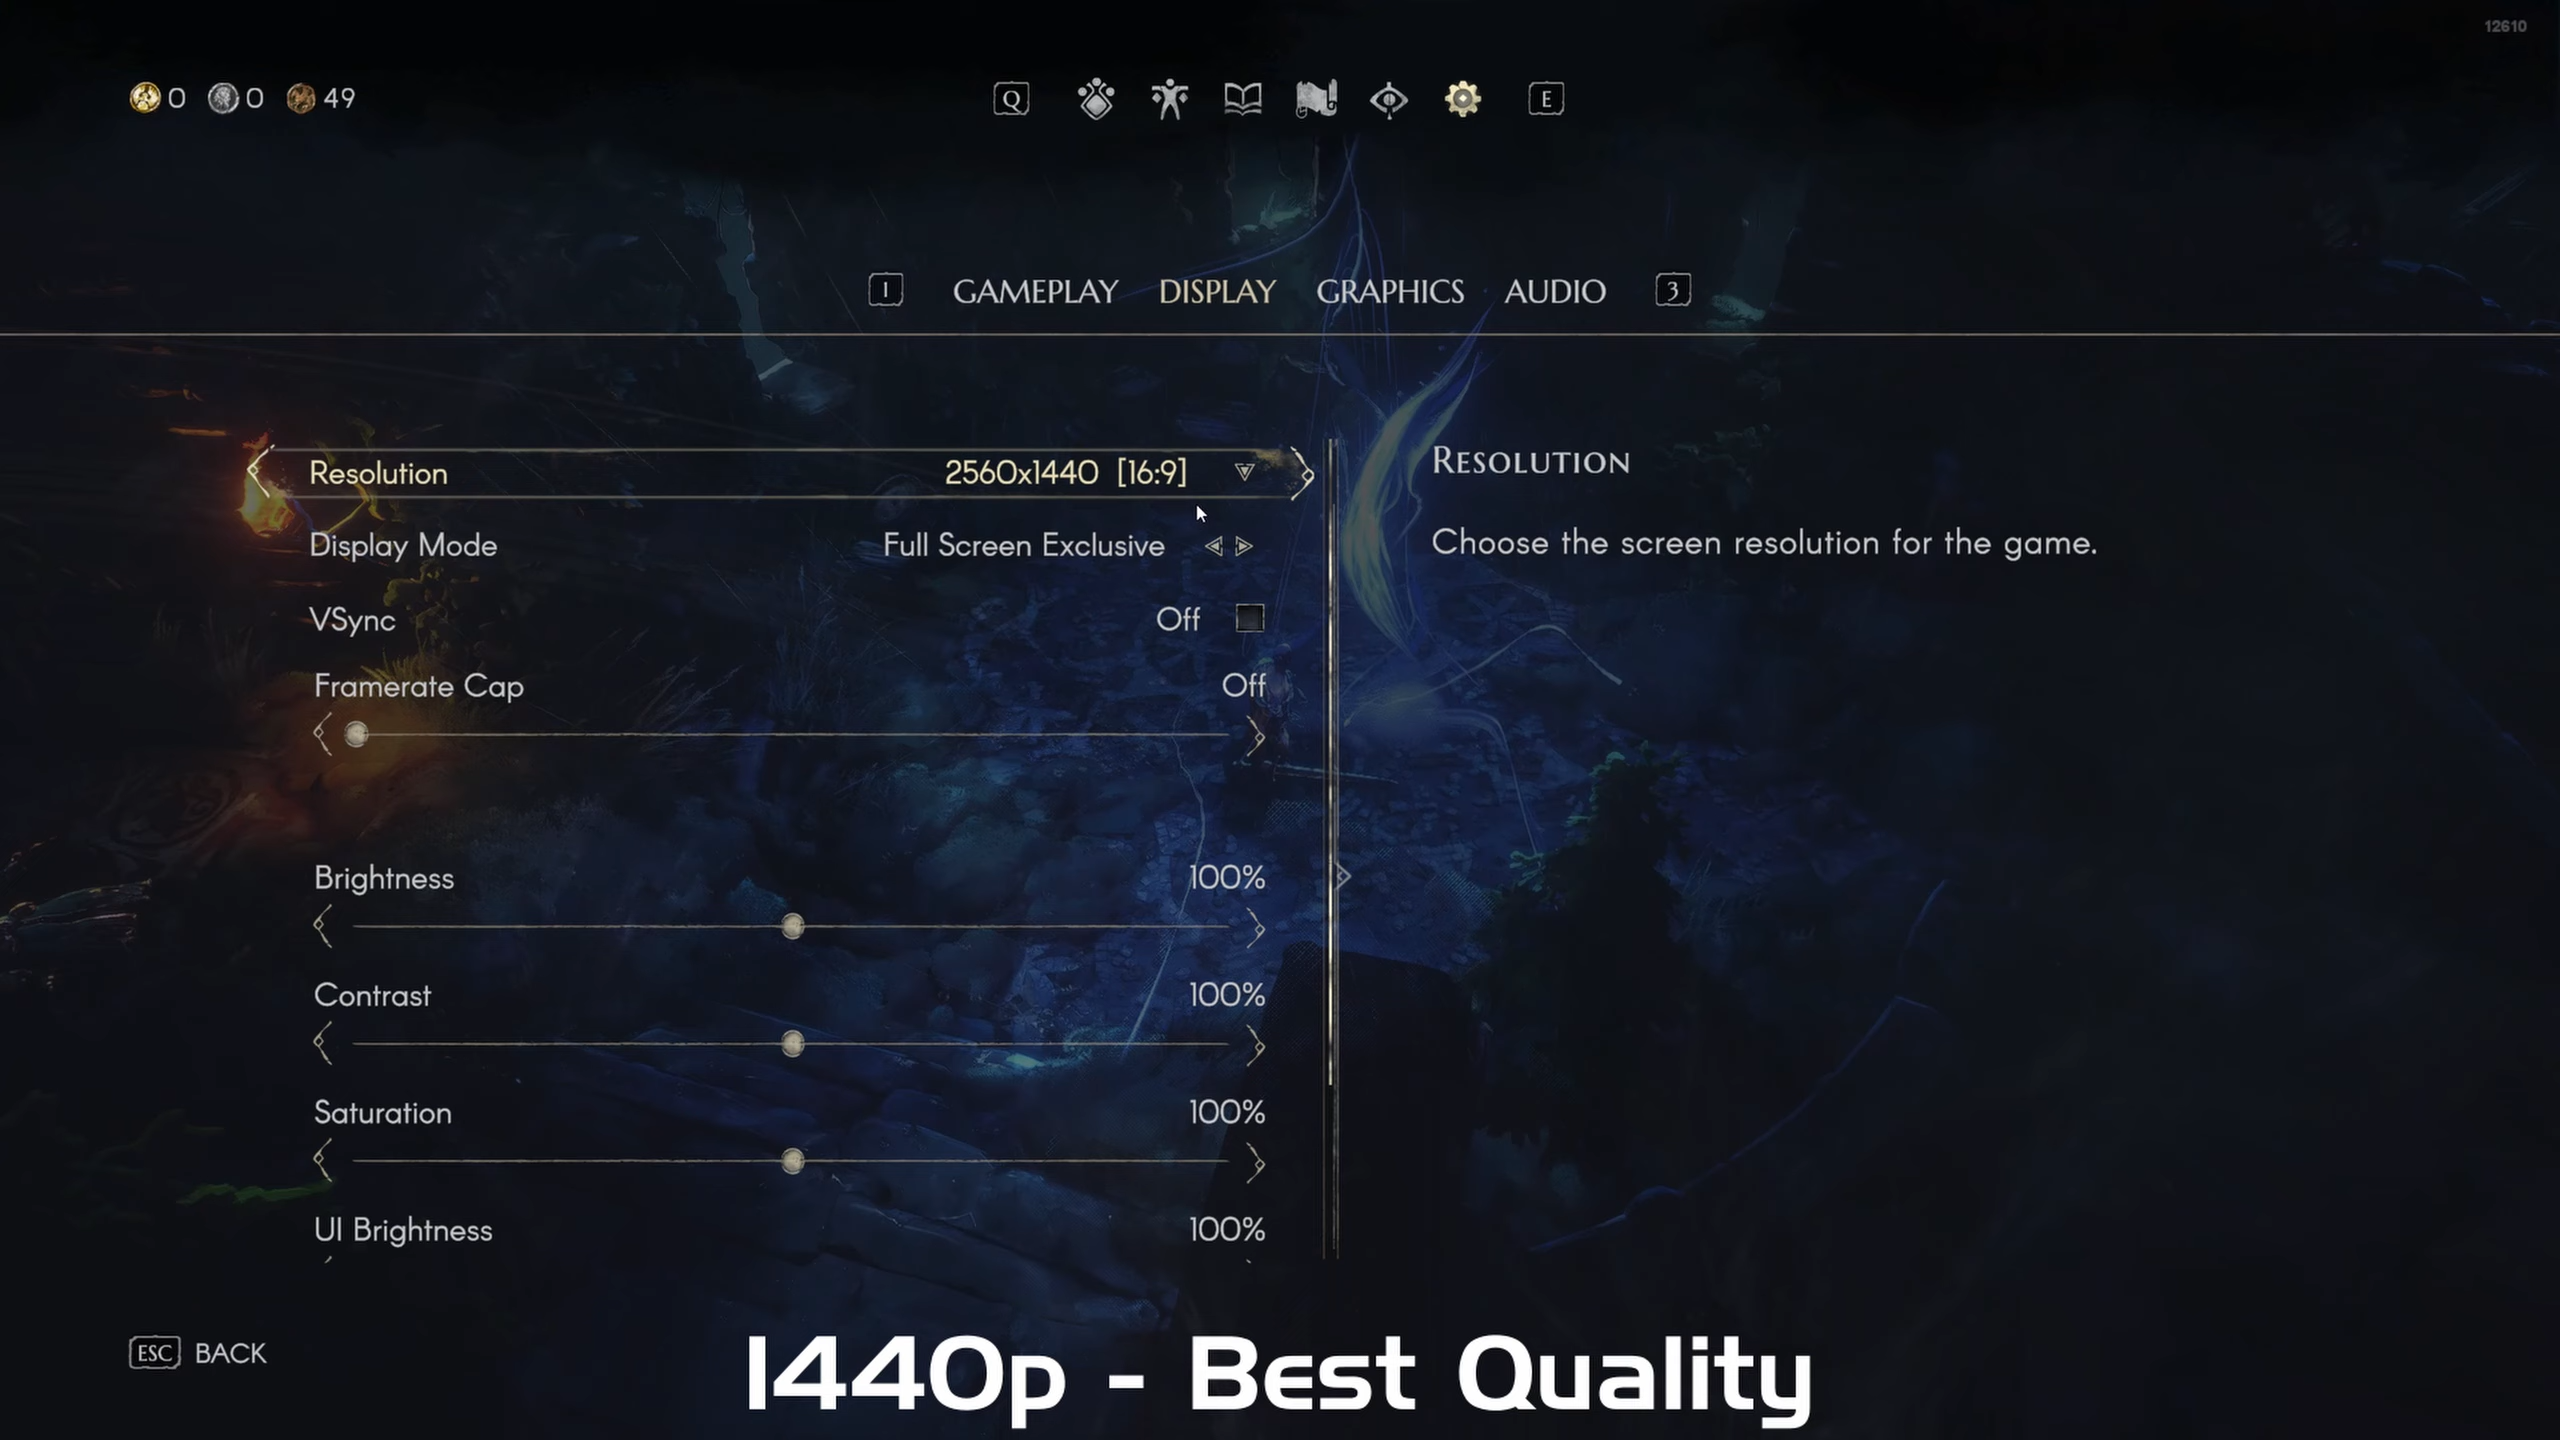 12610
0 0 49
Q E
1 GAMEPLAY DISPLAY GRAPHICS AUDIO 3
Resolution 2560x1440 [16:9]
Display Mode Full Screen Exclusive
VSync Off
Framerate Cap Off
Brightness 100%
Contrast 100%
Saturation 100%
UI Brightness 100%
RESOLUTION
Choose the screen resolution for the game.
ESC BACK
1440p - Best Quality